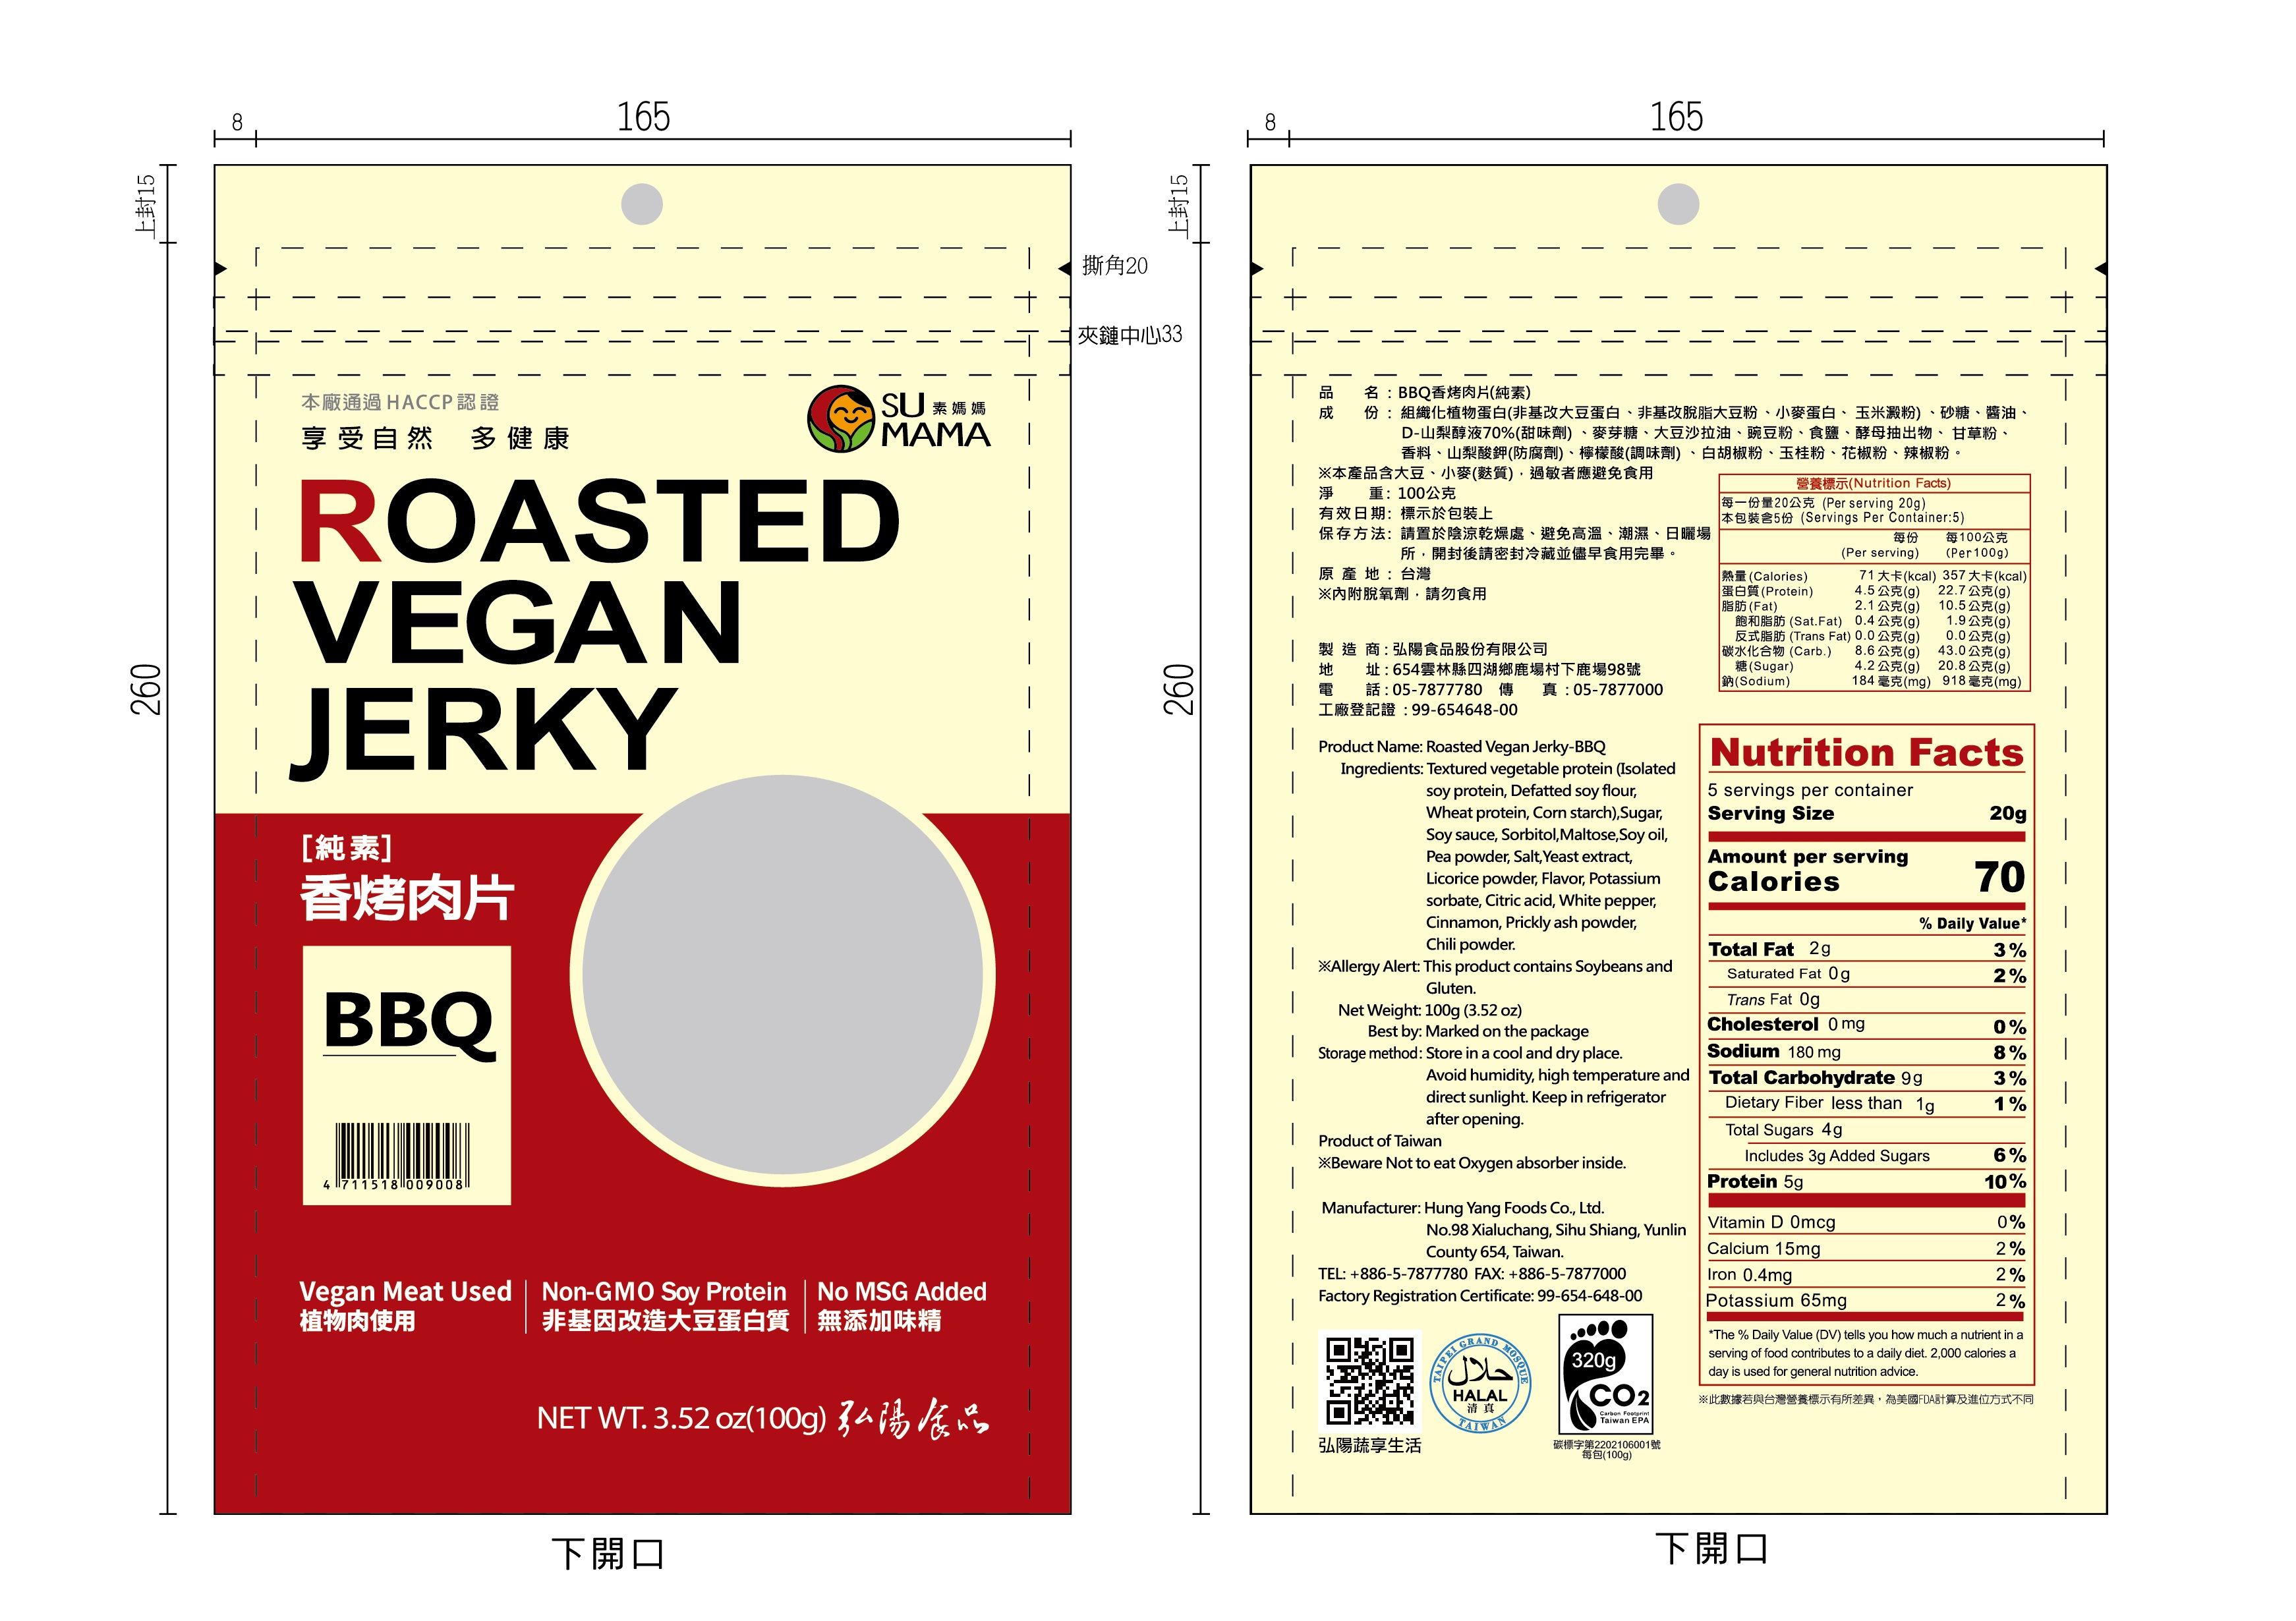 165
8
上封15
260
撕角20
夾鏈中心33
本廠通過HACCP認證
享受自然 多健康
SU 素媽媽
MAMA
ROASTED
VEGAN
JERKY
[純素]
香烤肉片
BBQ
4 711518 009008
Vegan Meat Used
植物肉使用
Non-GMO Soy Protein
非基因改造大豆蛋白質
No MSG Added
無添加味精
NET WT. 3.52 oz(100g) 弘陽食品
下開口
165
8
上封15
260
品 名：BBQ香烤肉片(純素)
成 份：組織化植物蛋白(非基改大豆蛋白、非基改脫脂大豆粉、小麥蛋白、玉米澱粉)、砂糖、醬油、
D-山梨醇液70%(甜味劑)、麥芽糖、大豆沙拉油、豌豆粉、食鹽、酵母抽出物、甘草粉、
香料、山梨酸鉀(防腐劑)、檸檬酸(調味劑)、白胡椒粉、玉桂粉、花椒粉、辣椒粉。
※本產品含大豆、小麥(麩質)，過敏者應避免食用
淨 重：100公克
有效日期：標示於包裝上
保存方法：請置於陰涼乾燥處、避免高溫、潮濕、日曬場
所，開封後請密封冷藏並儘早食用完畢。
原 產 地：台灣
※內附脫氧劑，請勿食用
製 造 商：弘陽食品股份有限公司
地 址：654雲林縣四湖鄉鹿場村下鹿場98號
電 話：05-7877780 傳 真：05-7877000
工廠登記證：99-654648-00
營養標示(Nutrition Facts)
每一份量20公克 (Per serving 20g)
本包裝含5份 (Servings Per Container:5)
每份 每100公克
(Per serving) (Per100g)
熱量(Calories) 71大卡(kcal) 357大卡(kcal)
蛋白質(Protein) 4.5公克(g) 22.7公克(g)
脂肪(Fat) 2.1公克(g) 10.5公克(g)
飽和脂肪(Sat.Fat) 0.4公克(g) 1.9公克(g)
反式脂肪(Trans Fat) 0.0公克(g) 0.0公克(g)
碳水化合物(Carb.) 8.6公克(g) 43.0公克(g)
糖(Sugar) 4.2公克(g) 20.8公克(g)
鈉(Sodium) 184毫克(mg) 918毫克(mg)
Product Name: Roasted Vegan Jerky-BBQ
Ingredients: Textured vegetable protein (Isolated
soy protein, Defatted soy flour,
Wheat protein, Corn starch),Sugar,
Soy sauce, Sorbitol,Maltose,Soy oil,
Pea powder, Salt,Yeast extract,
Licorice powder, Flavor, Potassium
sorbate, Citric acid, White pepper,
Cinnamon, Prickly ash powder,
Chili powder.
※Allergy Alert: This product contains Soybeans and
Gluten.
Net Weight: 100g (3.52 oz)
Best by: Marked on the package
Storage method: Store in a cool and dry place.
Avoid humidity, high temperature and
direct sunlight. Keep in refrigerator
after opening.
Product of Taiwan
※Beware Not to eat Oxygen absorber inside.
Manufacturer: Hung Yang Foods Co., Ltd.
No.98 Xialuchang, Sihu Shiang, Yunlin
County 654, Taiwan.
TEL: +886-5-7877780 FAX: +886-5-7877000
Factory Registration Certificate: 99-654-648-00
Nutrition Facts
5 servings per container
Serving Size 20g
Amount per serving
Calories 70
% Daily Value*
Total Fat 2g 3%
Saturated Fat 0g 2%
Trans Fat 0g
Cholesterol 0mg 0%
Sodium 180mg 8%
Total Carbohydrate 9g 3%
Dietary Fiber less than 1g 1%
Total Sugars 4g
Includes 3g Added Sugars 6%
Protein 5g 10%
Vitamin D 0mcg 0%
Calcium 15mg 2%
Iron 0.4mg 2%
Potassium 65mg 2%
*The % Daily Value (DV) tells you how much a nutrient in a
serving of food contributes to a daily diet. 2,000 calories a
day is used for general nutrition advice.
※此數據若與台灣營養標示有所差異，為美國FDA計算及進位方式不同
弘陽蔬享生活
TAIPEI GRAND MOSQUE
حلال
HALAL
清真
TAIWAN
320g
CO2
Carbon Footprint
Taiwan EPA
碳標字第2202106001號
每包(100g)
下開口